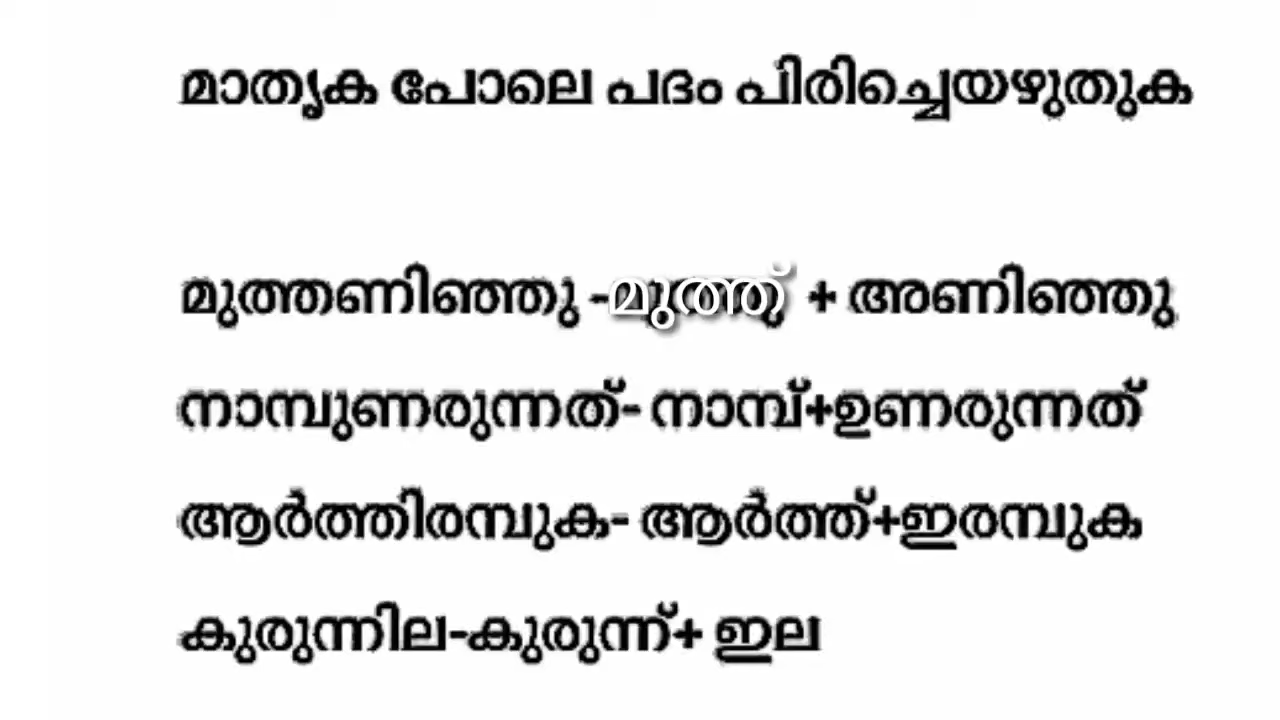 മാതൃക പോലെ പദം പിരിച്ചെയഴുതുക
മുത്തണിഞ്ഞു -മുത്ത് + അണിഞ്ഞു
നാമ്പുണരുന്നത്- നാമ്പ്+ഉണരുന്നത്
ആർത്തിരമ്പുക- ആർത്ത്+ഇരമ്പുക
കുരുന്നില-കുരുന്ന്+ ഇല